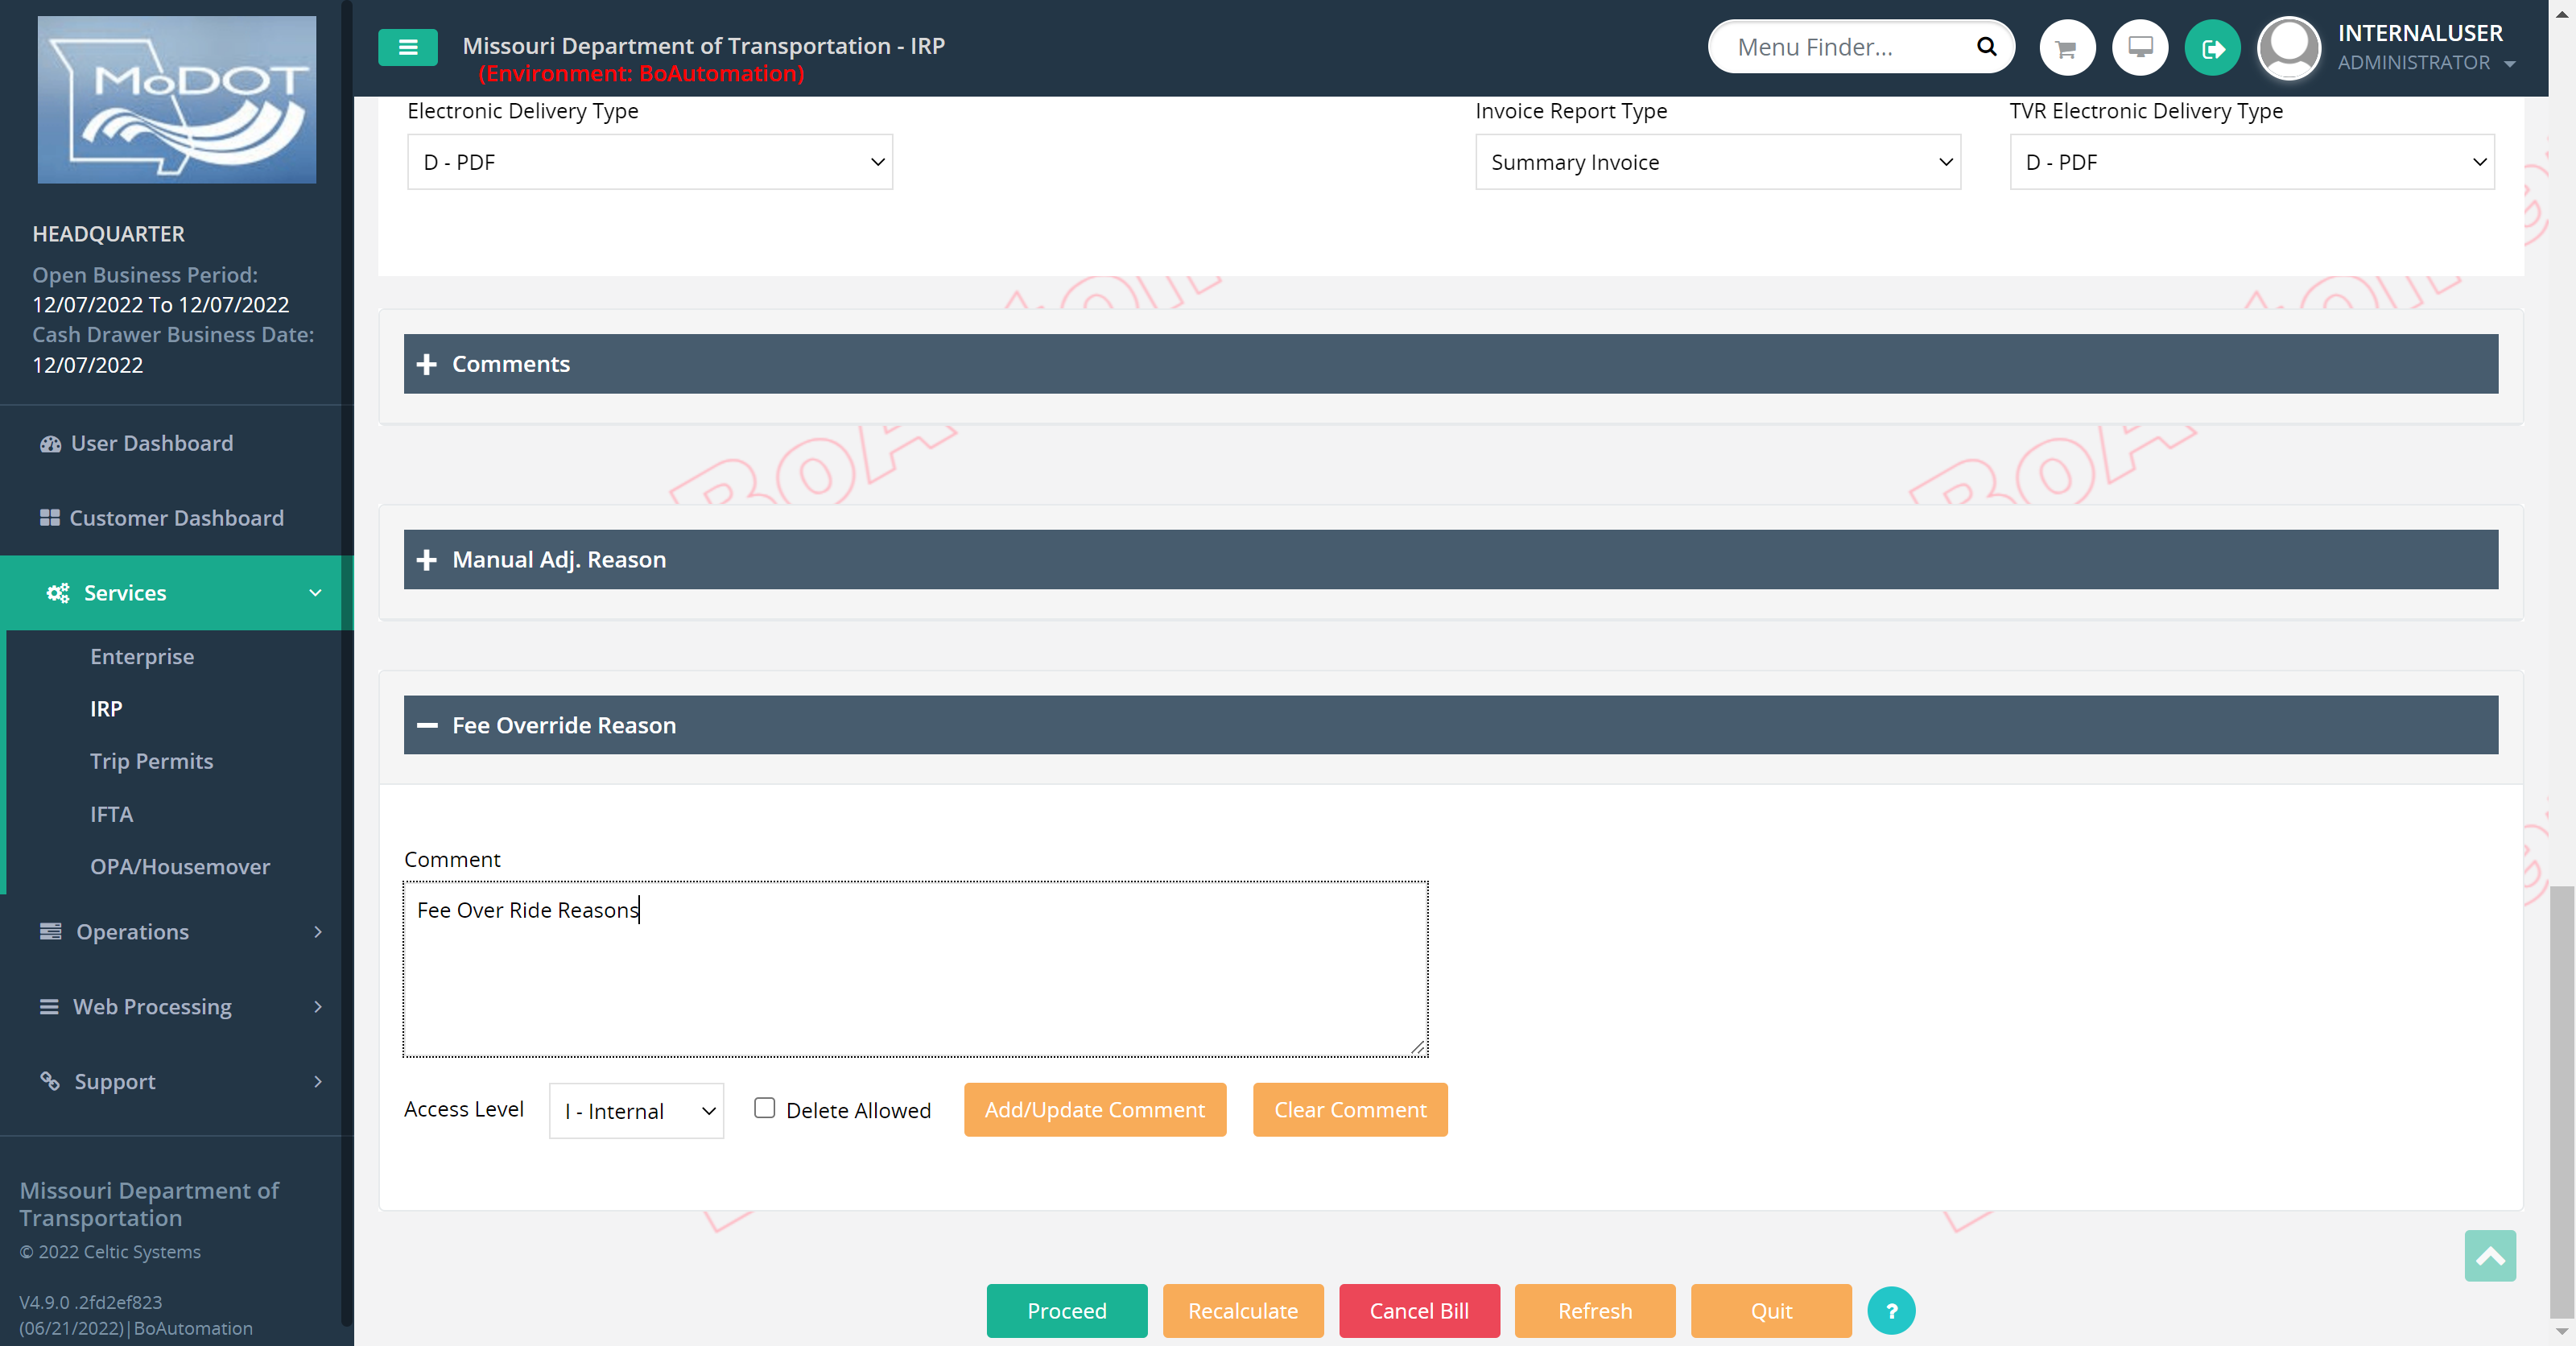 MoDOT
Missouri Department of Transportation - IRP
(Environment: BoAutomation)
Menu Finder...
INTERNALUSER
ADMINISTRATOR
HEADQUARTER
Open Business Period:
12/07/2022 To 12/07/2022
Cash Drawer Business Date:
12/07/2022
User Dashboard
Customer Dashboard
Services
Enterprise
IRP
Trip Permits
IFTA
OPA/Housemover
Operations
Web Processing
Support
Missouri Department of
Transportation
© 2022 Celtic Systems
V4.9.0 .2fd2ef823
(06/21/2022)|BoAutomation
Electronic Delivery Type
Invoice Report Type
TVR Electronic Delivery Type
D - PDF
Summary Invoice
D - PDF
Comments
Manual Adj. Reason
Fee Override Reason
Comment
Fee Over Ride Reasons
Access Level
I - Internal
Delete Allowed
Add/Update Comment
Clear Comment
Proceed
Recalculate
Cancel Bill
Refresh
Quit
?